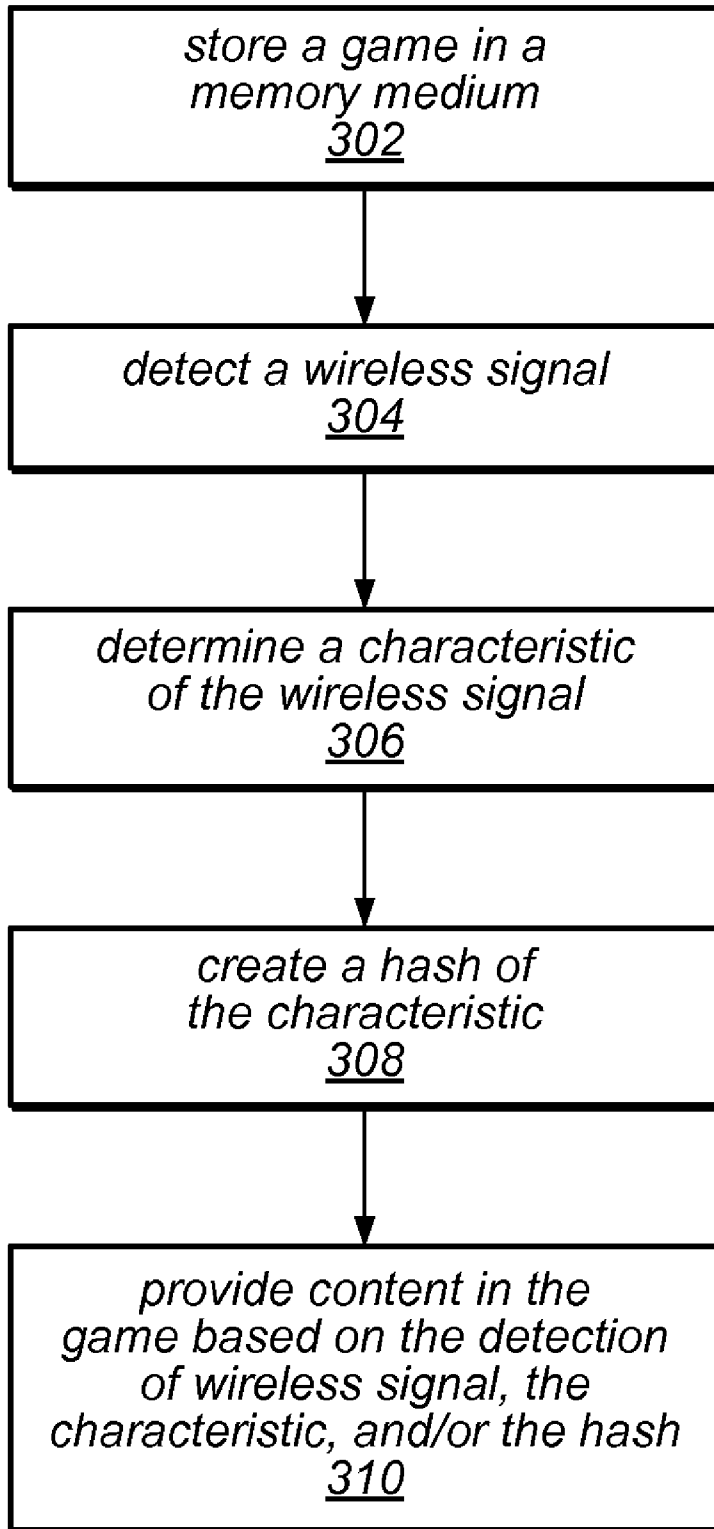 store a game in a
memory medium
302
detect a wireless signal
304
determine a characteristic
of the wireless signal
306
create a hash of
the characteristic
308
provide content in the
game based on the detection
of wireless signal, the
characteristic, and/or the hash
310